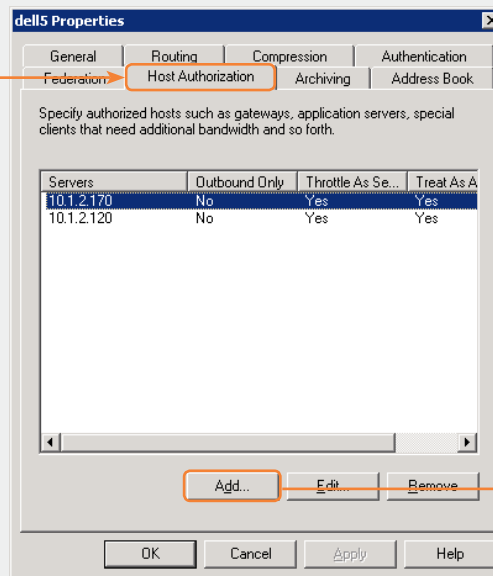 dell5 Properties
General Routing Compression Authentication
Federation Host Authorization Archiving Address Book
Specify authorized hosts such as gateways, application servers, special
clients that need additional bandwidth and so forth.
Servers Outbound Only Throttle As Se... Treat As A
10.1.2.170 No Yes Yes
10.1.2.120 No Yes Yes
Add... Edit... Remove
OK Cancel Apply Help